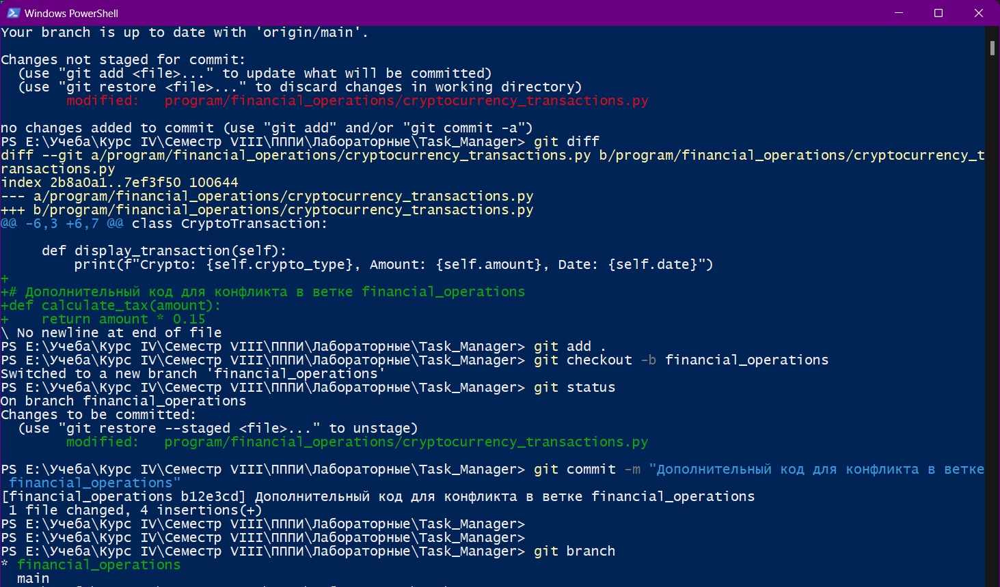 Windows PowerShell
Your branch is up to date with 'origin/main'.
Changes not staged for commit:
  (use "git add <file>..." to update what will be committed)
  (use "git restore <file>..." to discard changes in working directory)
        modified:   program/financial_operations/cryptocurrency_transactions.py
no changes added to commit (use "git add" and/or "git commit -a")
PS E:\Учеба\Курс IV\Семестр VIII\ПППИ\Лабораторные\Task_Manager> git diff
diff --git a/program/financial_operations/cryptocurrency_transactions.py b/program/financial_operations/cryptocurrency_t
ransactions.py
index 2b8a0a1..7ef3f50 100644
--- a/program/financial_operations/cryptocurrency_transactions.py
+++ b/program/financial_operations/cryptocurrency_transactions.py
@@ -6,3 +6,7 @@ class CryptoTransaction:
     def display_transaction(self):
         print(f"Crypto: {self.crypto_type}, Amount: {self.amount}, Date: {self.date}")
+
+# Дополнительный код для конфликта в ветке financial_operations
+def calculate_tax(amount):
+    return amount * 0.15
\ No newline at end of file
PS E:\Учеба\Курс IV\Семестр VIII\ПППИ\Лабораторные\Task_Manager> git add .
PS E:\Учеба\Курс IV\Семестр VIII\ПППИ\Лабораторные\Task_Manager> git checkout -b financial_operations
Switched to a new branch 'financial_operations'
PS E:\Учеба\Курс IV\Семестр VIII\ПППИ\Лабораторные\Task_Manager> git status
On branch financial_operations
Changes to be committed:
  (use "git restore --staged <file>..." to unstage)
        modified:   program/financial_operations/cryptocurrency_transactions.py
PS E:\Учеба\Курс IV\Семестр VIII\ПППИ\Лабораторные\Task_Manager> git commit -m "Дополнительный код для конфликта в ветке
 financial_operations"
[financial_operations b12e3cd] Дополнительный код для конфликта в ветке financial_operations
 1 file changed, 4 insertions(+)
PS E:\Учеба\Курс IV\Семестр VIII\ПППИ\Лабораторные\Task_Manager>
PS E:\Учеба\Курс IV\Семестр VIII\ПППИ\Лабораторные\Task_Manager>
PS E:\Учеба\Курс IV\Семестр VIII\ПППИ\Лабораторные\Task_Manager> git branch
* financial_operations
  main